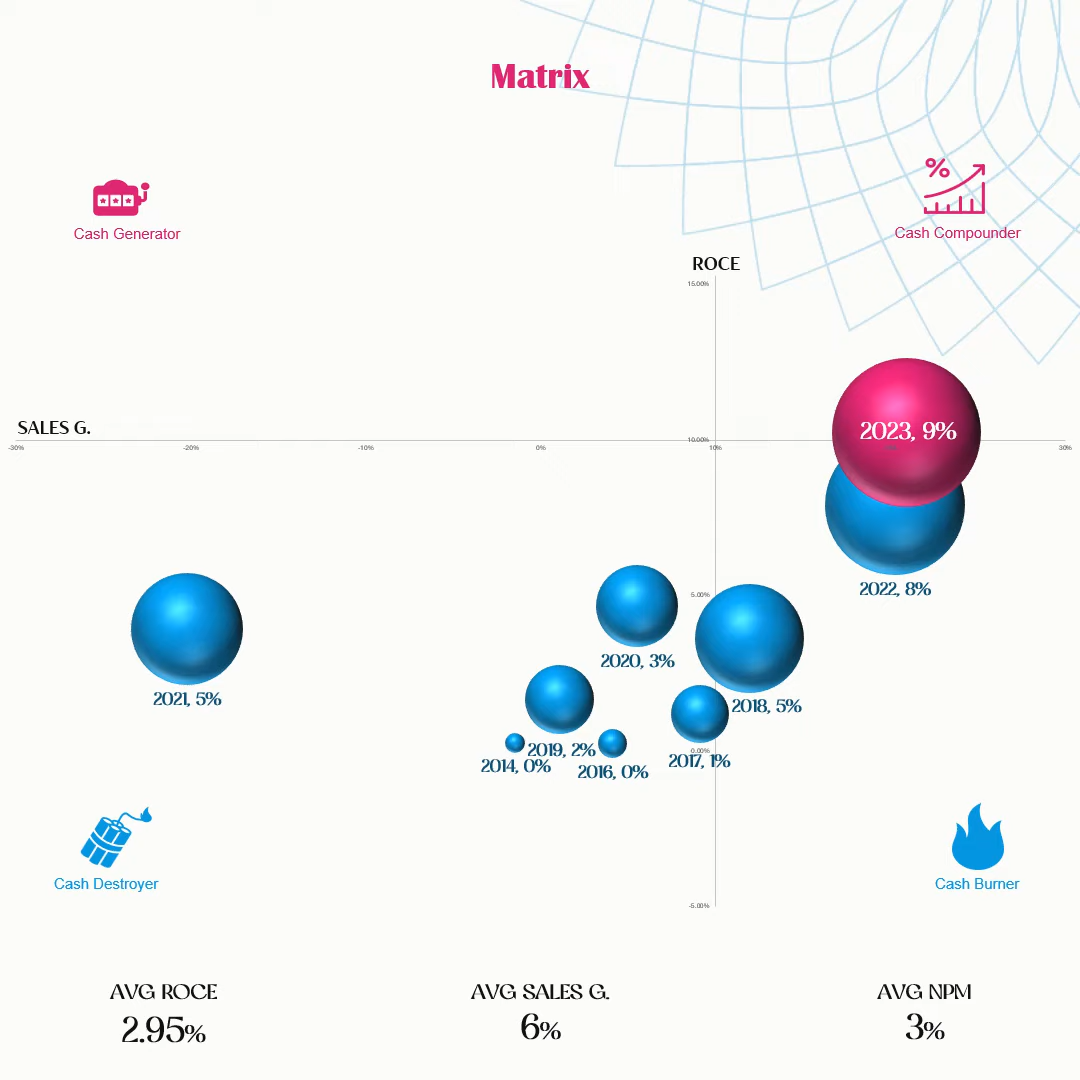 Matrix
Cash Generator
%
Cash Compounder
ROCE
15.00%
SALES G.
2023, 9%
10.00%
-30%
-20%
-10%
0%
10%
30%
2022, 8%
5.00%
2020, 3%
2021, 5%
2018, 5%
2019, 2%
0.00%
2017, 1%
2014, 0%
2016, 0%
Cash Destroyer
Cash Burner
-5.00%
AVG ROCE
AVG SALES G.
AVG NPM
2.95%
6%
3%